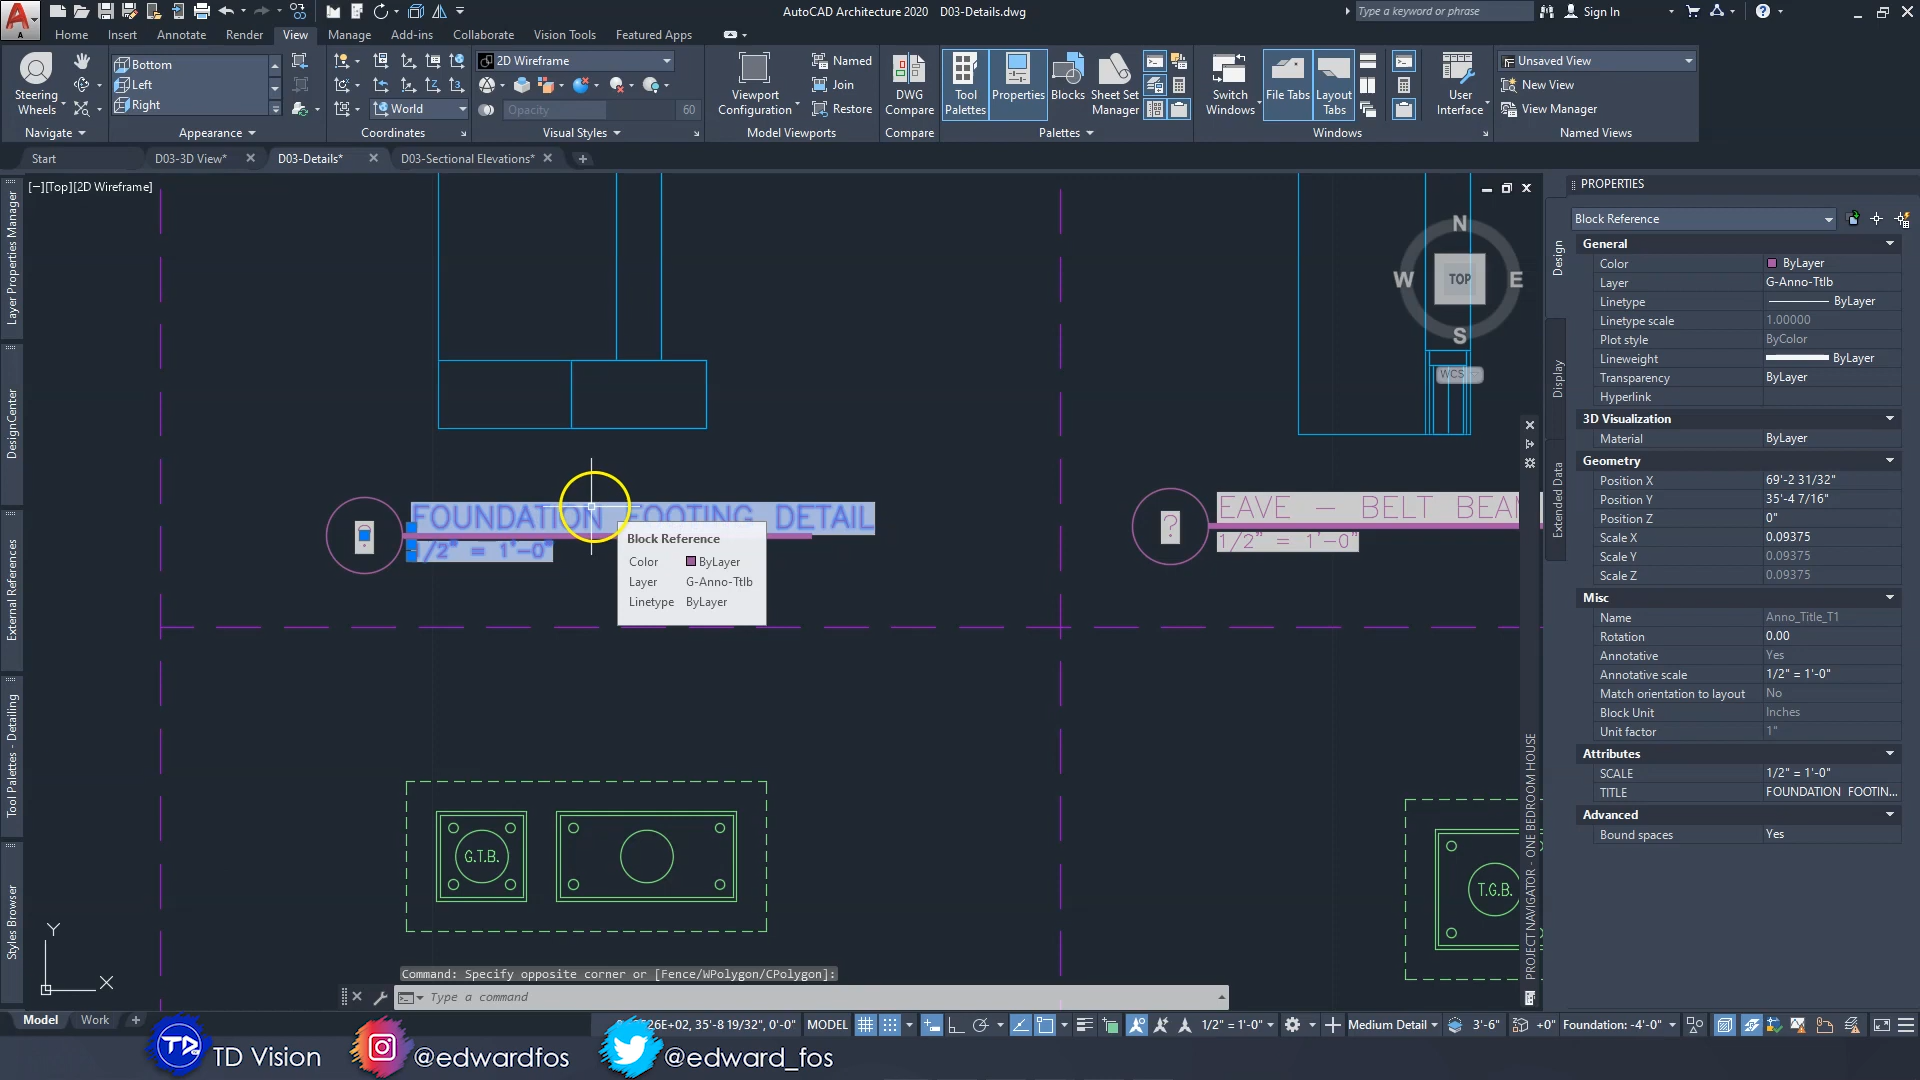 AutoCAD Architecture 2020   D03-Details.dwg
Type a keyword or phrase
Sign In
Home
Insert
Annotate
Render
View
Manage
Add-ins
Collaborate
Vision Tools
Featured Apps
Steering
Wheels
Navigate
Bottom
Left
Right
Appearance
World
Coordinates
2D Wireframe
Opacity
60
Visual Styles
Viewport
Configuration
Named
Join
Restore
Model Viewports
DWG
Compare
Compare
Tool
Palettes
Properties
Blocks
Sheet Set
Manager
Palettes
Switch
Windows
File Tabs
Layout
Tabs
Windows
User
Interface
Unsaved View
New View
View Manager
Named Views
Start
D03-3D View*
D03-Details*
D03-Sectional Elevations*
[−][Top][2D Wireframe]
Layer Properties Manager
DesignCenter
External References
Tool Palettes - Detailing
Styles Browser
N
W
TOP
E
S
WCS
FOUNDATION FOOTING DETAIL
1/2" = 1'-0"
?
EAVE - BELT BEAM
1/2" = 1'-0"
Block Reference
Color ByLayer
Layer G-Anno-Ttlb
Linetype ByLayer
G.T.B.
T.G.B.
Y
X
PROJECT NAVIGATOR - ONE BEDROOM HOUSE
PROPERTIES
Design
Display
Extended Data
Block Reference
General
Color ByLayer
Layer G-Anno-Ttlb
Linetype ByLayer
Linetype scale 1.00000
Plot style ByColor
Lineweight ByLayer
Transparency ByLayer
Hyperlink
3D Visualization
Material ByLayer
Geometry
Position X 69'-2 31/32"
Position Y 35'-4 7/16"
Position Z 0"
Scale X 0.09375
Scale Y 0.09375
Scale Z 0.09375
Misc
Name Anno_Title_T1
Rotation 0.00
Annotative Yes
Annotative scale 1/2" = 1'-0"
Match orientation to layout No
Block Unit Inches
Unit factor 1"
Attributes
SCALE 1/2" = 1'-0"
TITLE FOUNDATION FOOTIN...
Advanced
Bound spaces Yes
Command: Specify opposite corner or [Fence/WPolygon/CPolygon]:
Type a command
Model
Work
35'-8 19/32", 0'-0"
MODEL
1/2" = 1'-0"
Medium Detail
3'-6"
+0"
Foundation: -4'-0"
TD
TD Vision
@edwardfos
@edward_fos